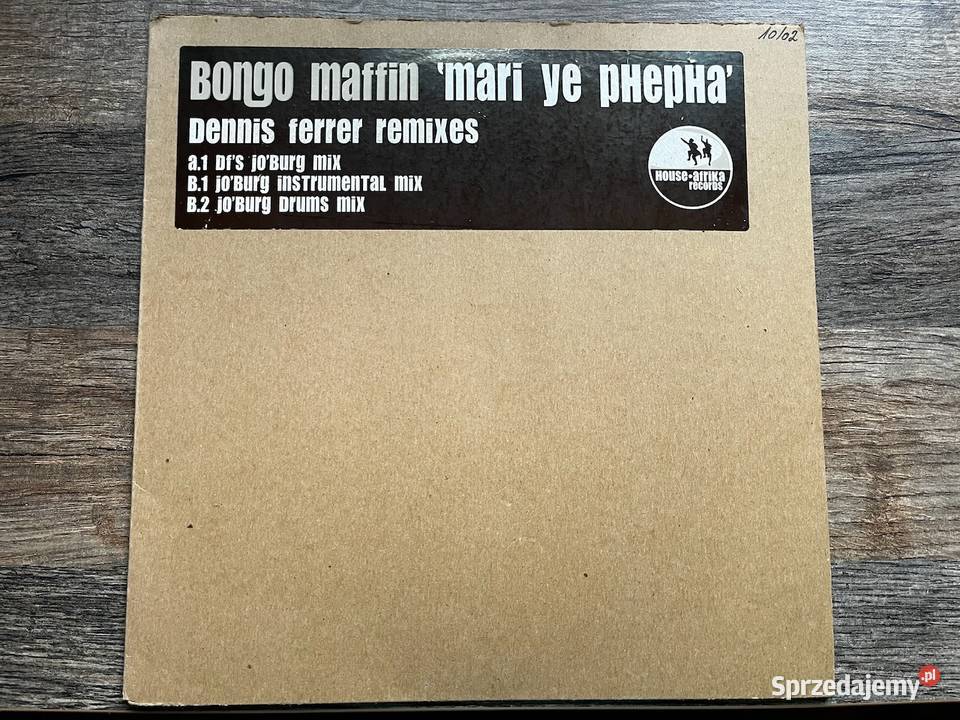 10/02
Bongo maffin 'mari ye pHepHa'
Dennis ferrer remixes
a.1 Df's jo'Burg mix
B.1 jo'Burg instrumental mix
B.2 jo'Burg Drums mix
House•afrika
records
Sprzedajemy.pl